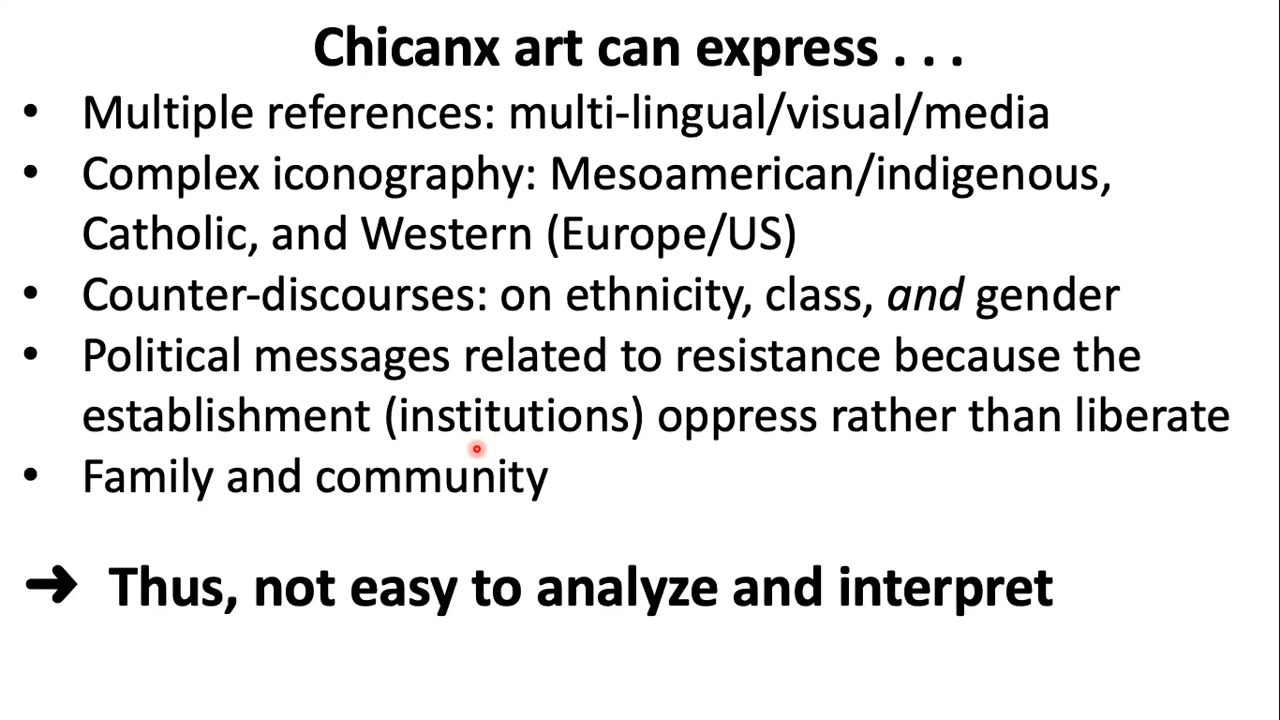 Chicanx art can express . . .
• Multiple references: multi-lingual/visual/media
• Complex iconography: Mesoamerican/indigenous,
Catholic, and Western (Europe/US)
• Counter-discourses: on ethnicity, class, and gender
• Political messages related to resistance because the
establishment (institutions) oppress rather than liberate
• Family and community
➜ Thus, not easy to analyze and interpret